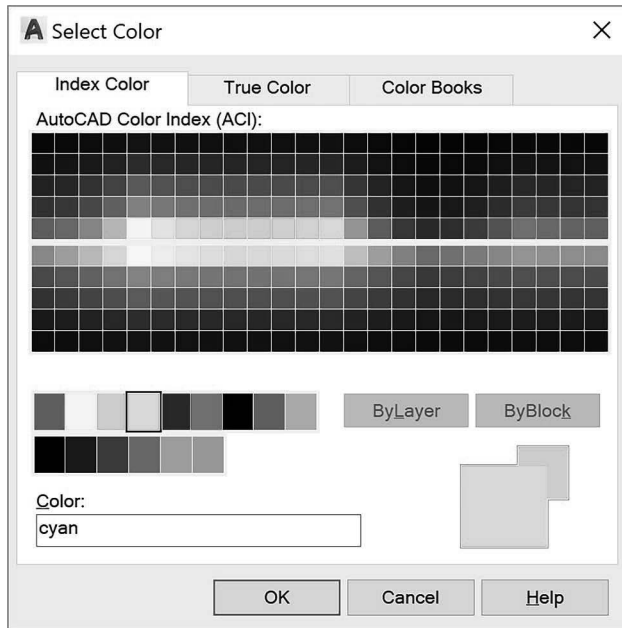 Select Color
Index Color True Color Color Books
AutoCAD Color Index (ACI):
ByLayer ByBlock
Color:
cyan
OK Cancel Help